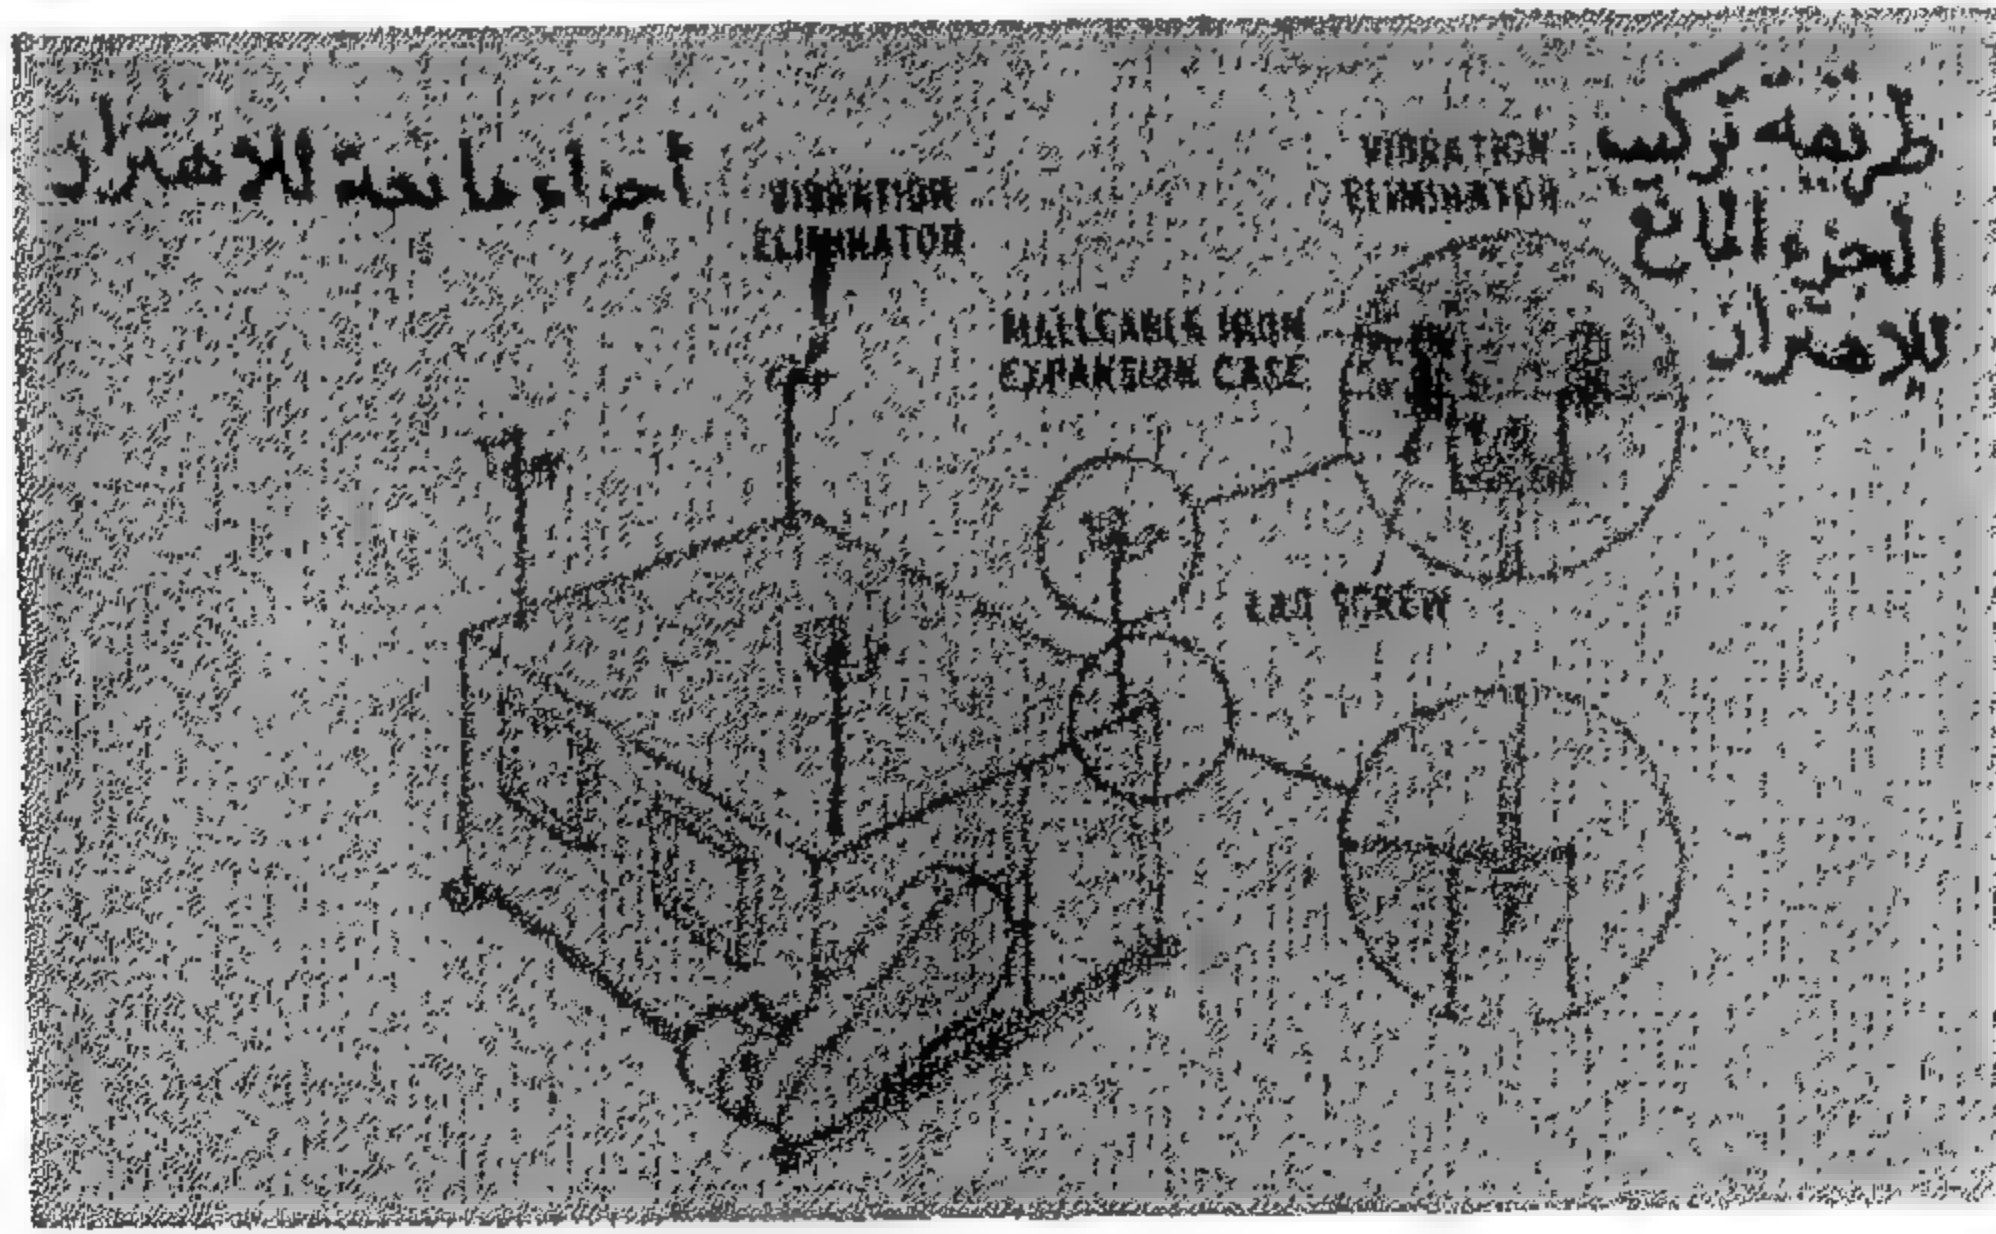 أجزاء مانعة للاهتزاز
VIBRATION
ELIMINATOR
VIBRATION
ELIMINATOR
طريقة تركيب
الجزء المانع
للاهتزاز
MALLEABLE IRON
EXPANSION CASE
LAG SCREW